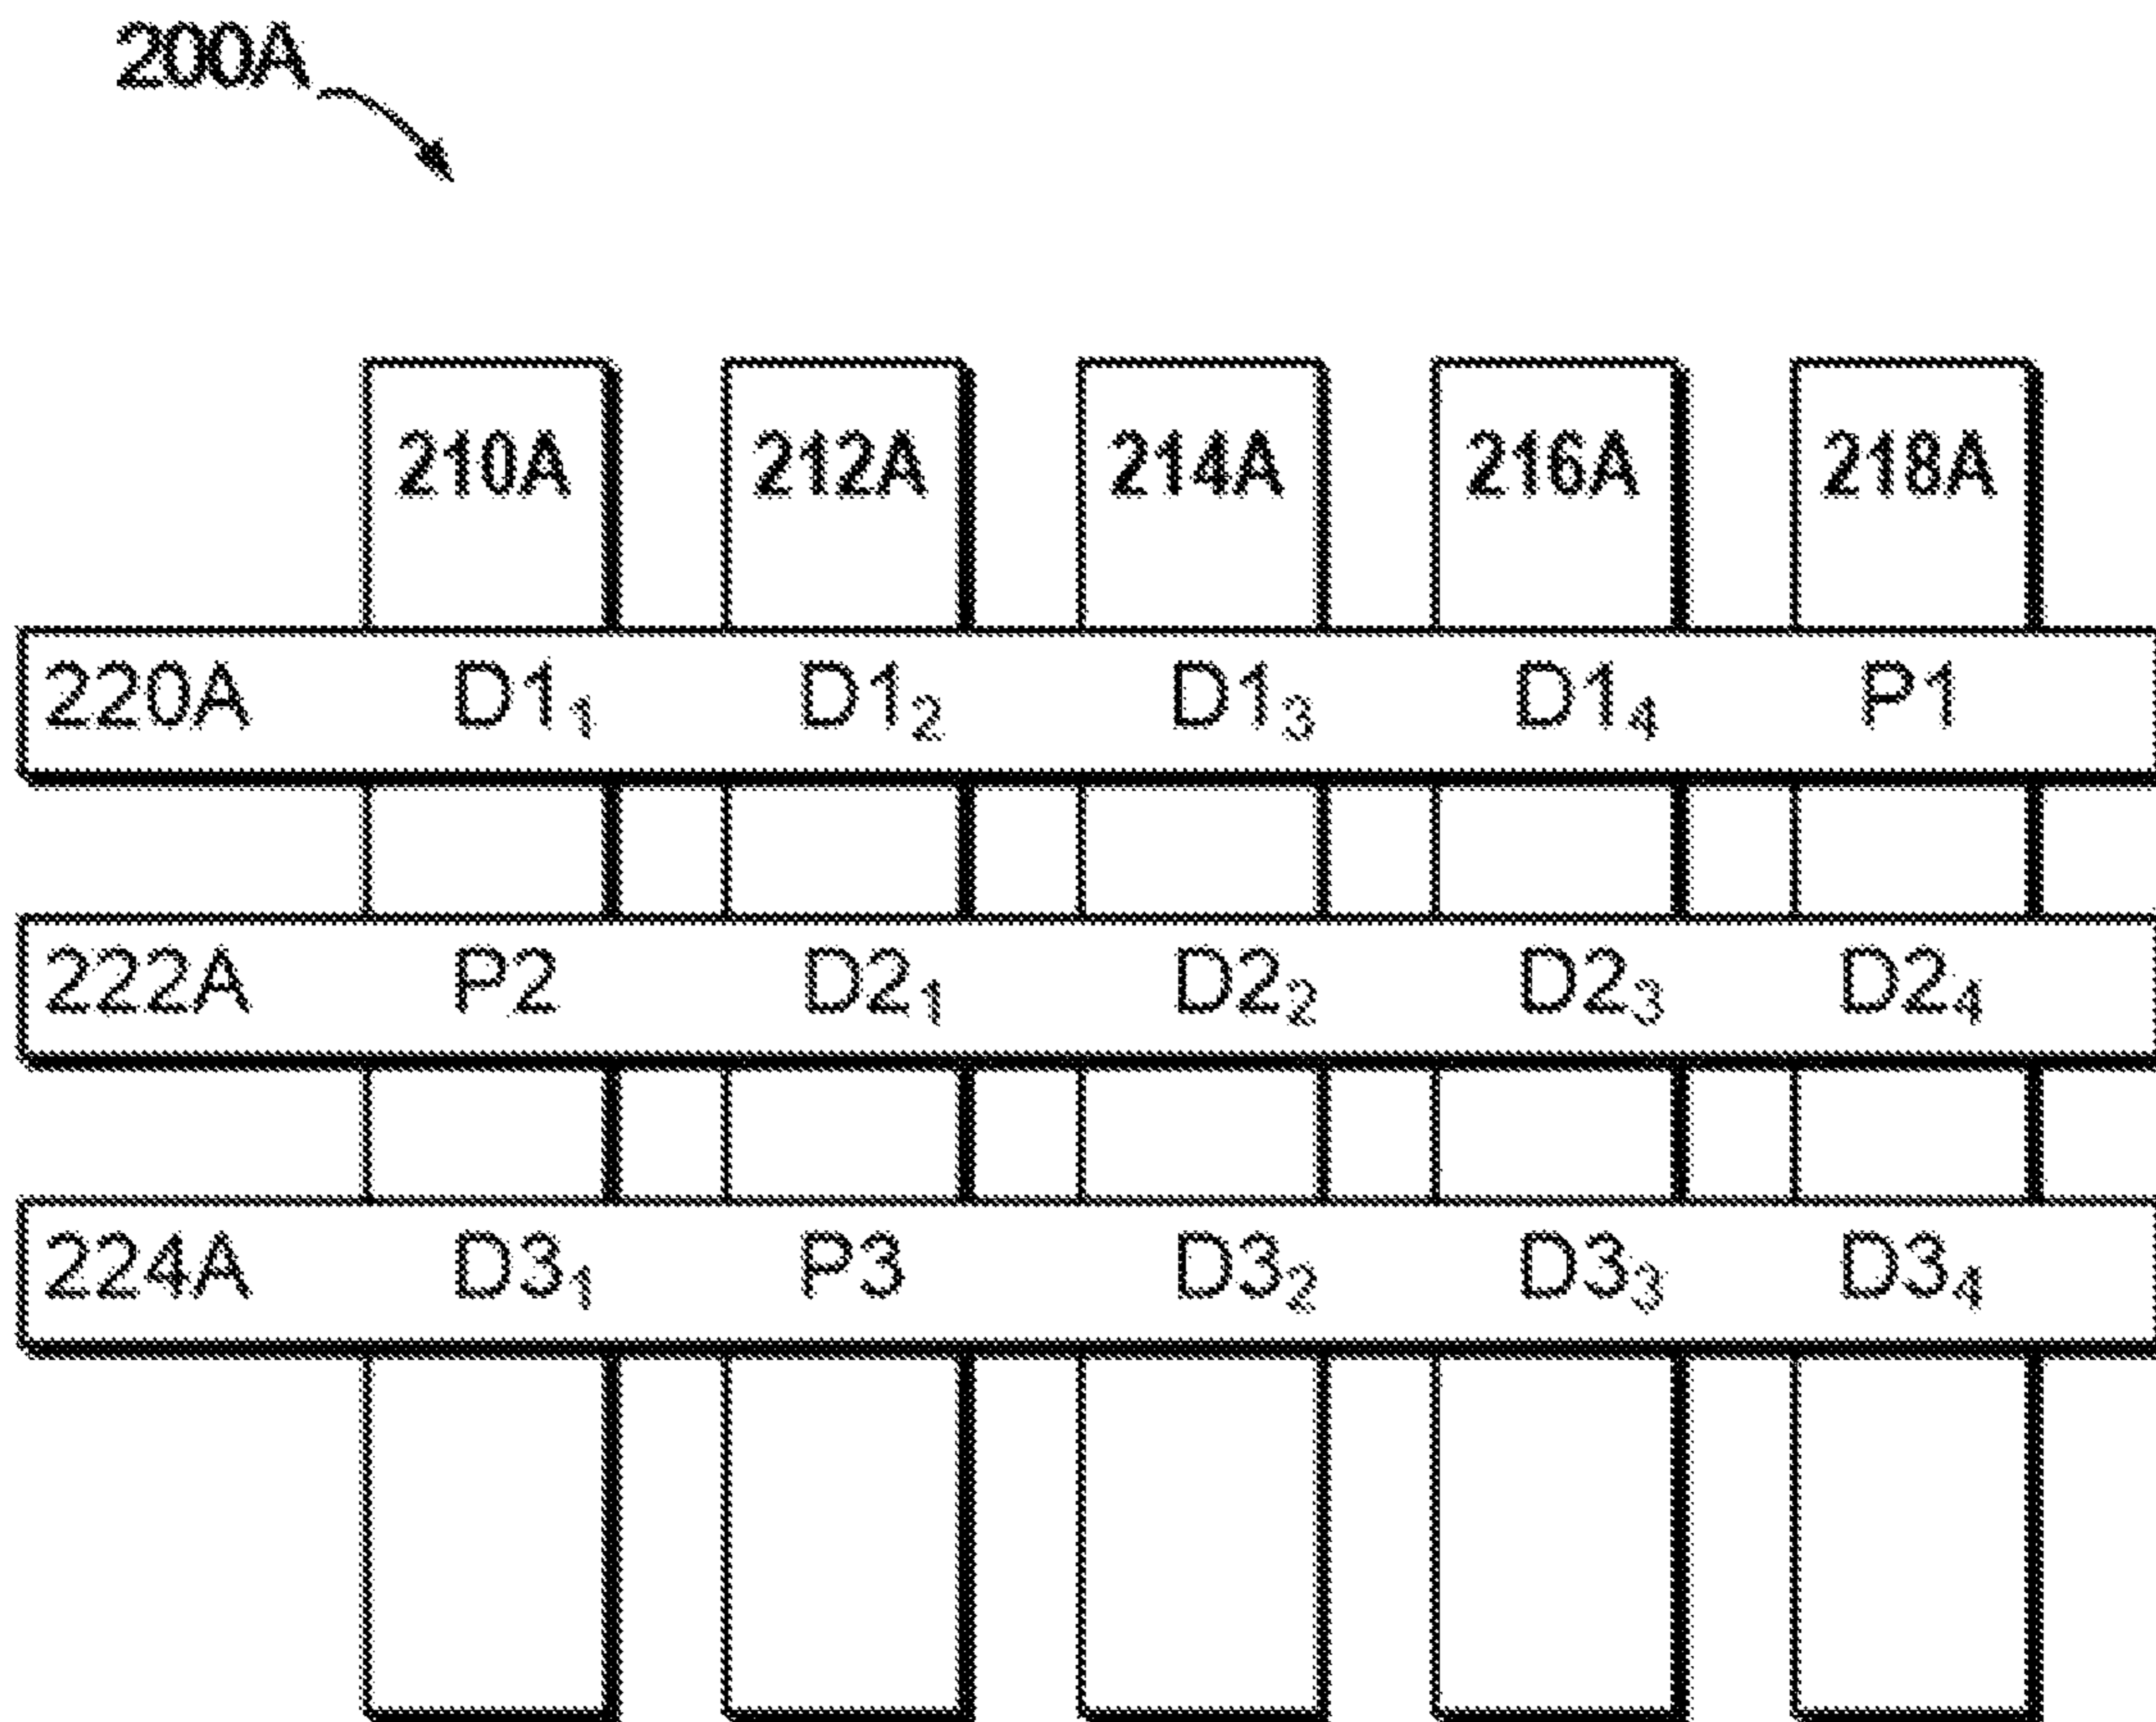 200A
210A 212A 214A 216A 218A
220A D1₁ D1₂ D1₃ D1₄ P1
222A P2 D2₁ D2₂ D2₃ D2₄
224A D3₁ P3 D3₂ D3₃ D3₄